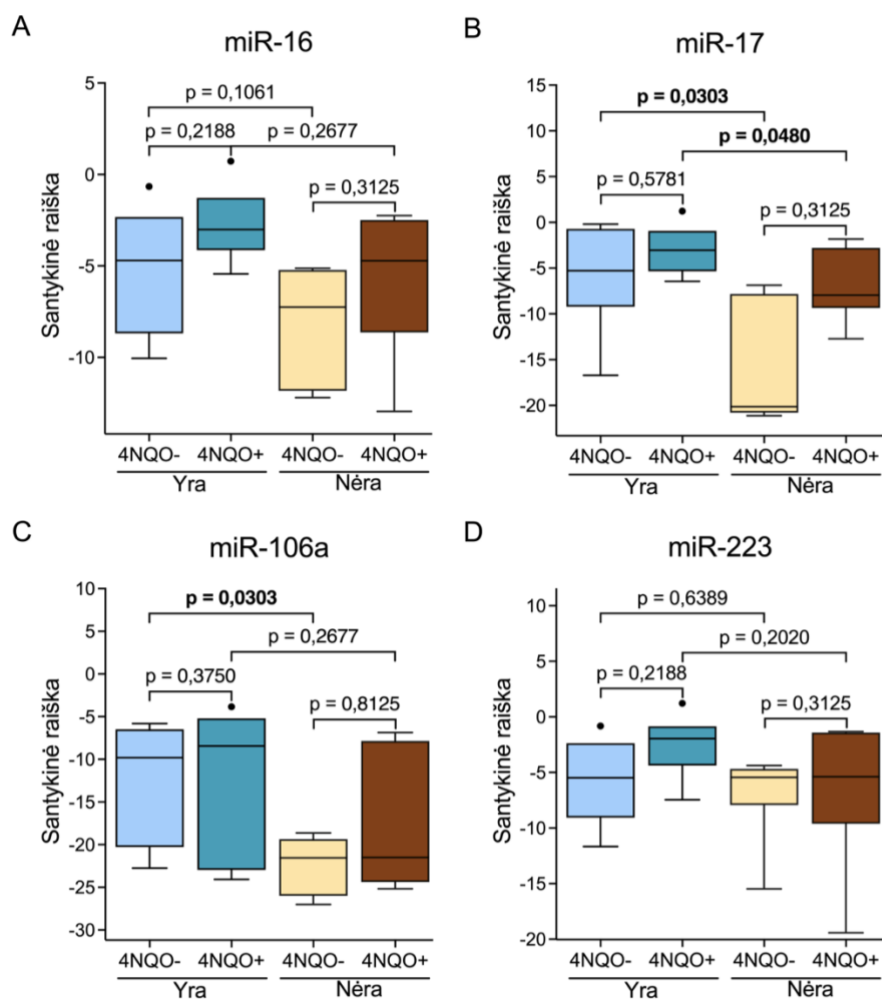 A
miR-16
Santykinė raiška
5
0
-5
-10
p = 0,1061
p = 0,2188
p = 0,2677
p = 0,3125
4NQO- 4NQO+ 4NQO- 4NQO+
Yra Nėra
B
miR-17
Santykinė raiška
15
10
5
0
-5
-10
-15
-20
p = 0,0303
p = 0,0480
p = 0,5781
p = 0,3125
4NQO- 4NQO+ 4NQO- 4NQO+
Yra Nėra
C
miR-106a
Santykinė raiška
10
5
0
-5
-10
-15
-20
-25
-30
p = 0,0303
p = 0,2677
p = 0,3750
p = 0,8125
4NQO- 4NQO+ 4NQO- 4NQO+
Yra Nėra
D
miR-223
Santykinė raiška
10
5
0
-5
-10
-15
-20
p = 0,6389
p = 0,2020
p = 0,2188
p = 0,3125
4NQO- 4NQO+ 4NQO- 4NQO+
Yra Nėra